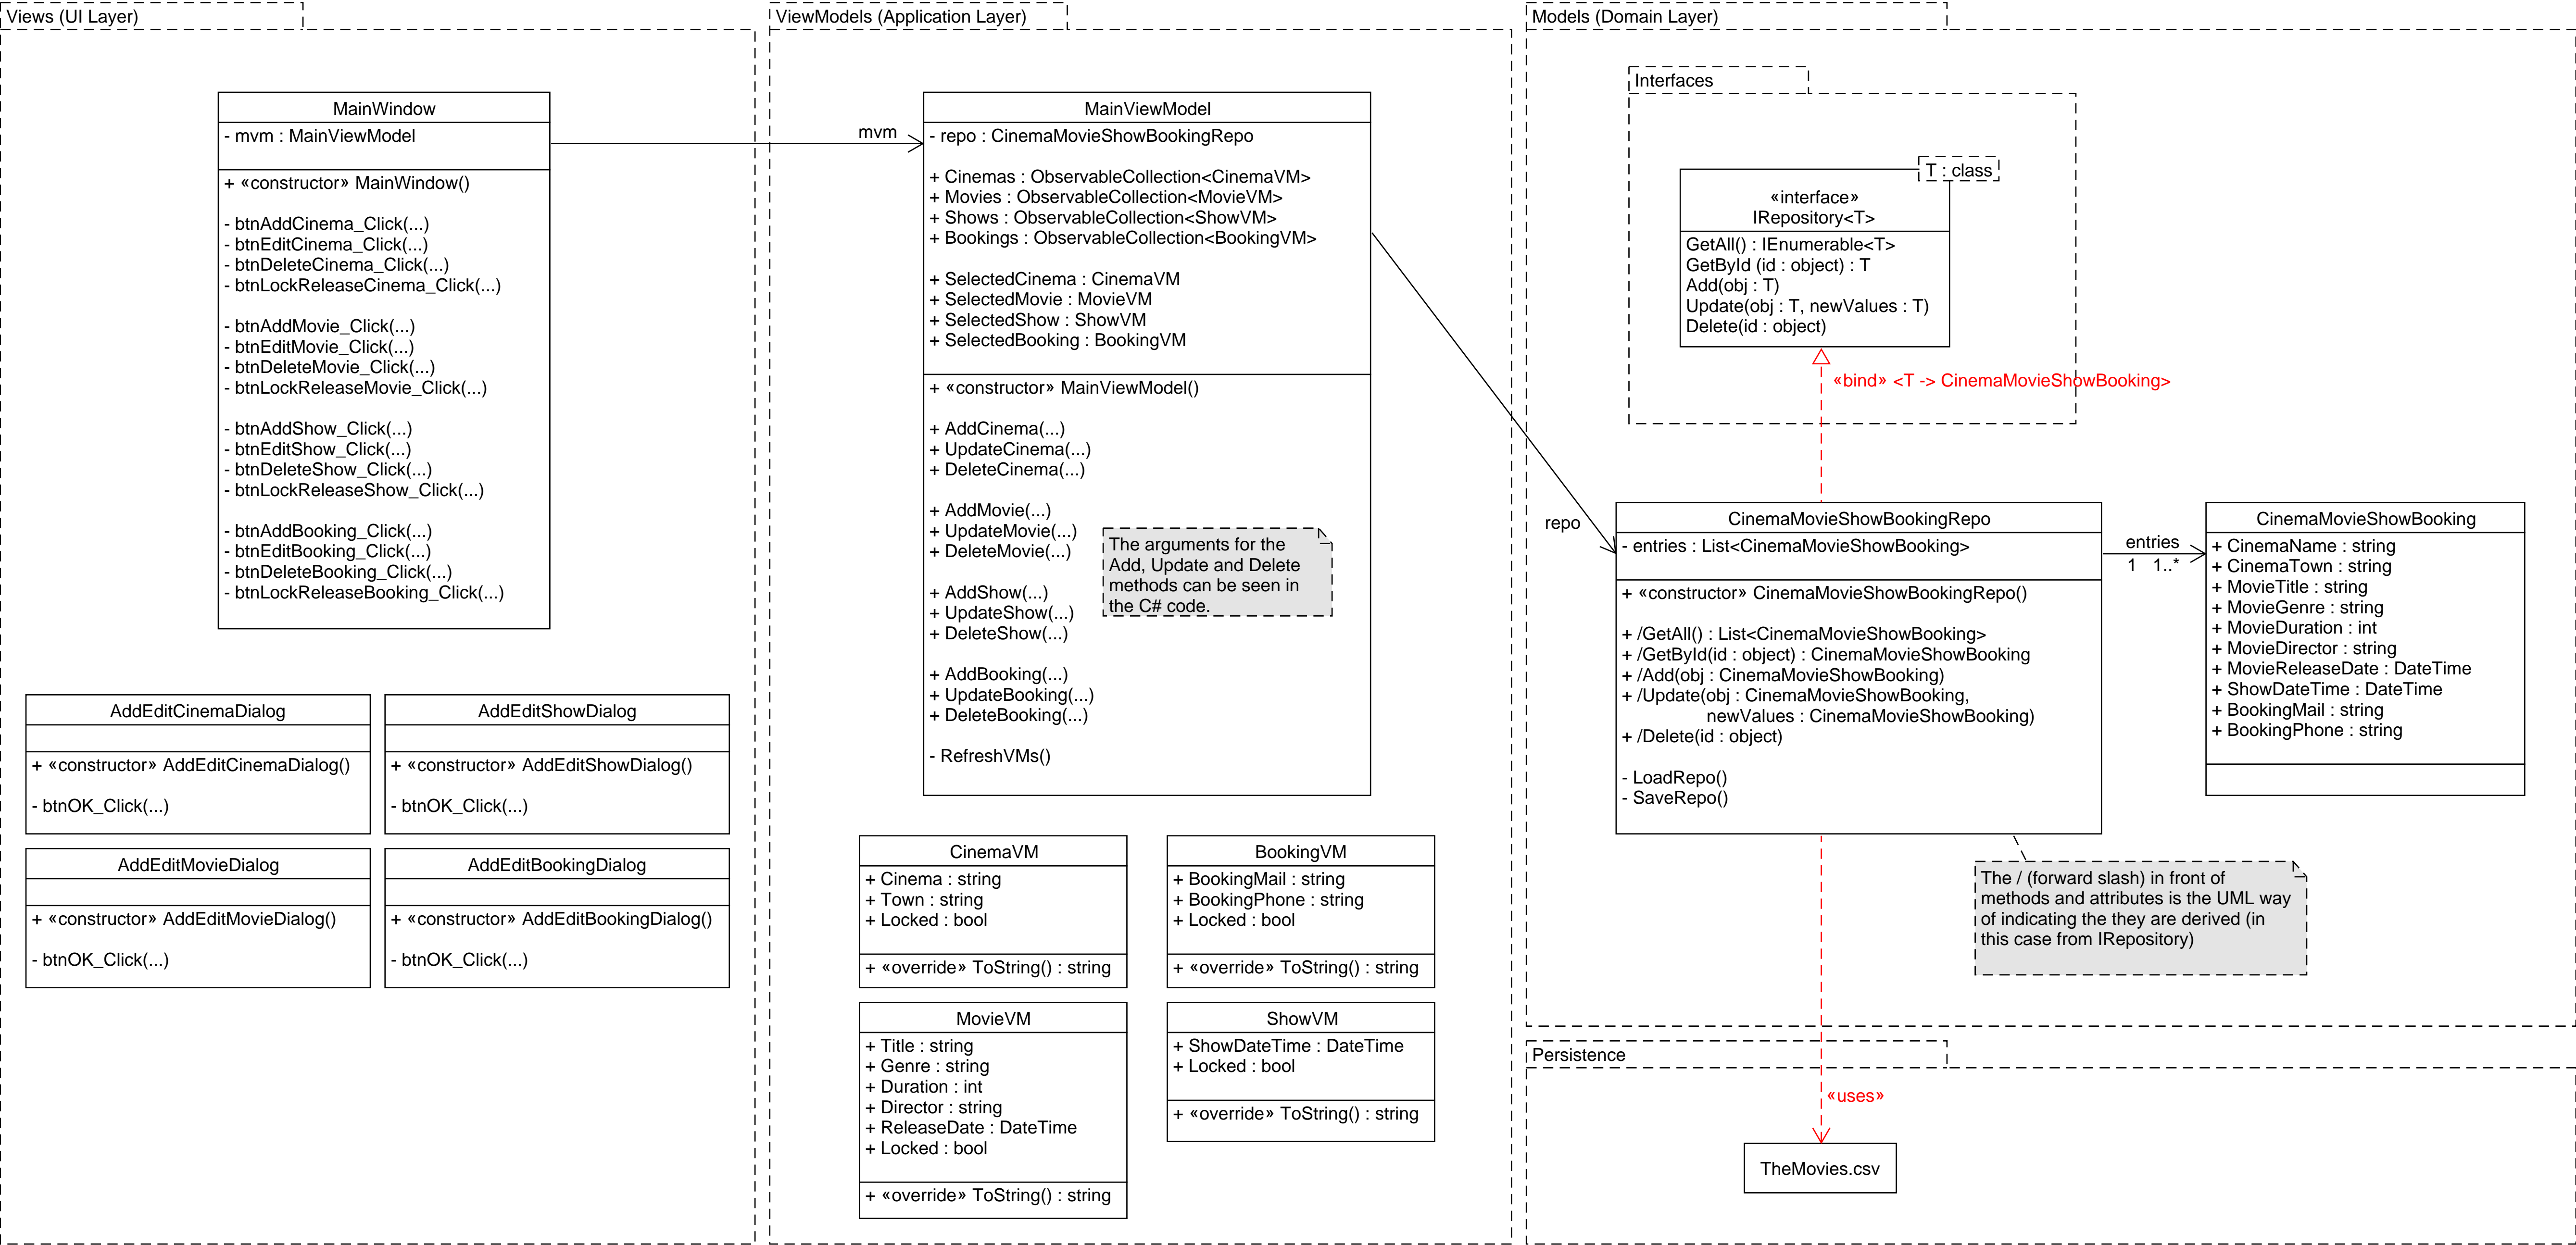 Views (UI Layer)
MainWindow
- mvm : MainViewModel
+ «constructor» MainWindow()
- btnAddCinema_Click(...)
- btnEditCinema_Click(...)
- btnDeleteCinema_Click(...)
- btnLockReleaseCinema_Click(...)
- btnAddMovie_Click(...)
- btnEditMovie_Click(...)
- btnDeleteMovie_Click(...)
- btnLockReleaseMovie_Click(...)
- btnAddShow_Click(...)
- btnEditShow_Click(...)
- btnDeleteShow_Click(...)
- btnLockReleaseShow_Click(...)
- btnAddBooking_Click(...)
- btnEditBooking_Click(...)
- btnDeleteBooking_Click(...)
- btnLockReleaseBooking_Click(...)
AddEditCinemaDialog
+ «constructor» AddEditCinemaDialog()
- btnOK_Click(...)
AddEditShowDialog
+ «constructor» AddEditShowDialog()
- btnOK_Click(...)
AddEditMovieDialog
+ «constructor» AddEditMovieDialog()
- btnOK_Click(...)
AddEditBookingDialog
+ «constructor» AddEditBookingDialog()
- btnOK_Click(...)
ViewModels (Application Layer)
mvm
MainViewModel
- repo : CinemaMovieShowBookingRepo
+ Cinemas : ObservableCollection<CinemaVM>
+ Movies : ObservableCollection<MovieVM>
+ Shows : ObservableCollection<ShowVM>
+ Bookings : ObservableCollection<BookingVM>
+ SelectedCinema : CinemaVM
+ SelectedMovie : MovieVM
+ SelectedShow : ShowVM
+ SelectedBooking : BookingVM
+ «constructor» MainViewModel()
+ AddCinema(...)
+ UpdateCinema(...)
+ DeleteCinema(...)
+ AddMovie(...)
+ UpdateMovie(...)
+ DeleteMovie(...)
+ AddShow(...)
+ UpdateShow(...)
+ DeleteShow(...)
+ AddBooking(...)
+ UpdateBooking(...)
+ DeleteBooking(...)
- RefreshVMs()
The arguments for the
Add, Update and Delete
methods can be seen in
the C# code.
CinemaVM
+ Cinema : string
+ Town : string
+ Locked : bool
+ «override» ToString() : string
BookingVM
+ BookingMail : string
+ BookingPhone : string
+ Locked : bool
+ «override» ToString() : string
MovieVM
+ Title : string
+ Genre : string
+ Duration : int
+ Director : string
+ ReleaseDate : DateTime
+ Locked : bool
+ «override» ToString() : string
ShowVM
+ ShowDateTime : DateTime
+ Locked : bool
+ «override» ToString() : string
Models (Domain Layer)
Interfaces
T : class
«interface»
IRepository<T>
GetAll() : IEnumerable<T>
GetById (id : object) : T
Add(obj : T)
Update(obj : T, newValues : T)
Delete(id : object)
«bind» <T -> CinemaMovieShowBooking>
repo
CinemaMovieShowBookingRepo
- entries : List<CinemaMovieShowBooking>
+ «constructor» CinemaMovieShowBookingRepo()
+ /GetAll() : List<CinemaMovieShowBooking>
+ /GetById(id : object) : CinemaMovieShowBooking
+ /Add(obj : CinemaMovieShowBooking)
+ /Update(obj : CinemaMovieShowBooking,
newValues : CinemaMovieShowBooking)
+ /Delete(id : object)
- LoadRepo()
- SaveRepo()
entries
1 1..*
CinemaMovieShowBooking
+ CinemaName : string
+ CinemaTown : string
+ MovieTitle : string
+ MovieGenre : string
+ MovieDuration : int
+ MovieDirector : string
+ MovieReleaseDate : DateTime
+ ShowDateTime : DateTime
+ BookingMail : string
+ BookingPhone : string
The / (forward slash) in front of
methods and attributes is the UML way
of indicating the they are derived (in
this case from IRepository)
Persistence
«uses»
TheMovies.csv